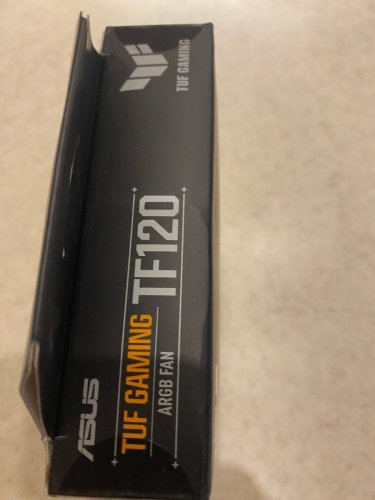 ASUS
TUF GAMING
TF120
ARGB FAN
TUF GAMING